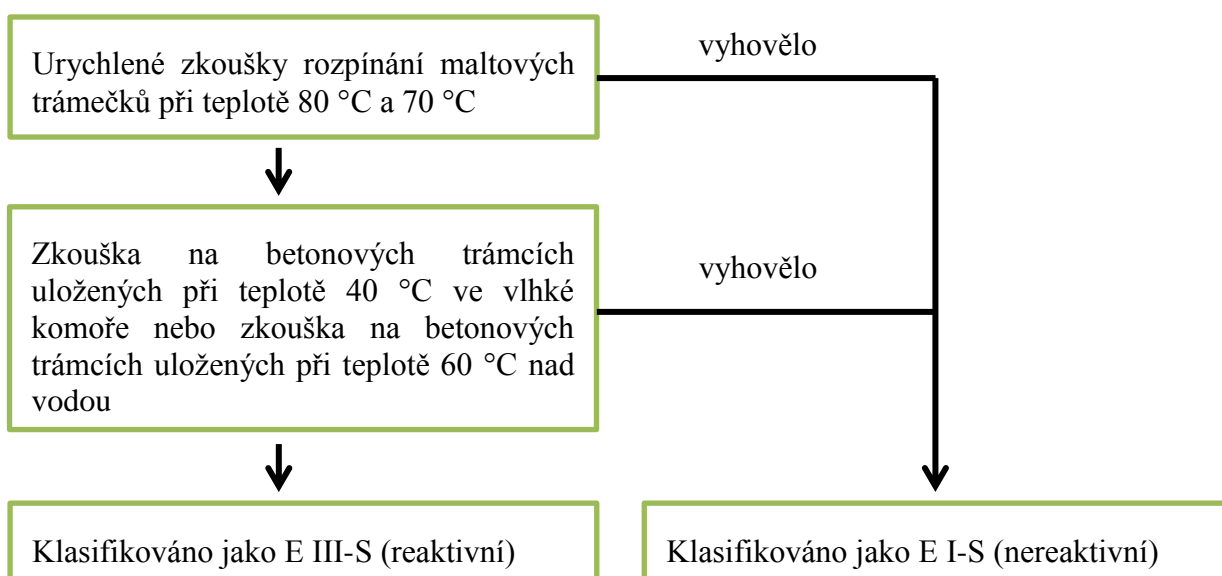 vyhovělo
Urychlené zkoušky rozpínání maltových
trámečků při teplotě 80 °C a 70 °C
Zkouška na betonových trámcích
uložených při teplotě 40 °C ve vlhké
komoře nebo zkouška na betonových
trámcích uložených při teplotě 60 °C nad
vodou
vyhovělo
Klasifikováno jako E III-S (reaktivní)
Klasifikováno jako E I-S (nereaktivní)